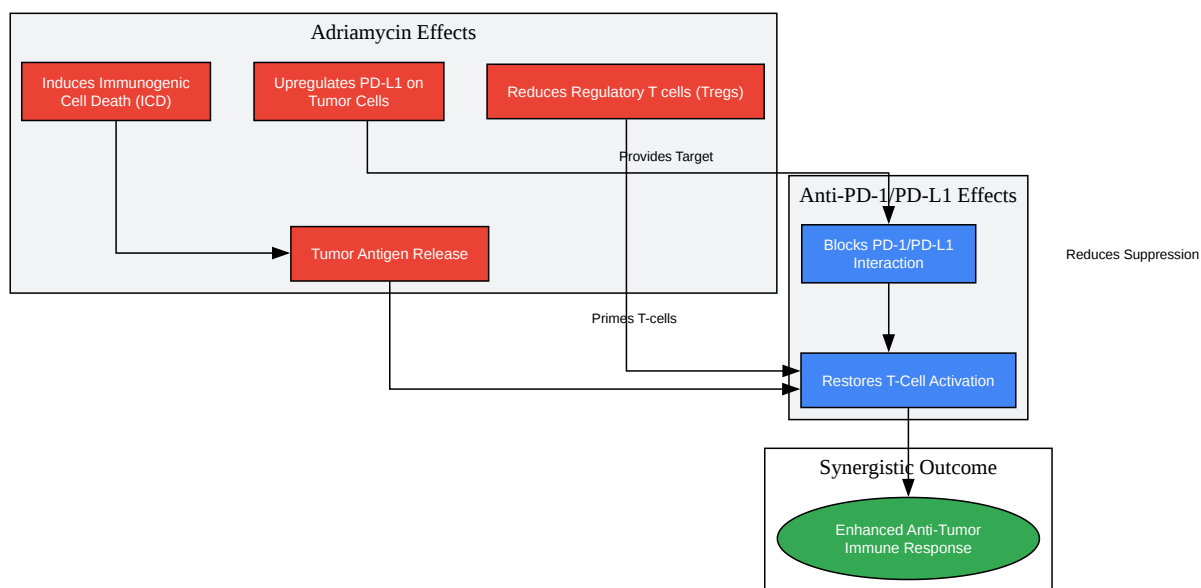 Adriamycin Effects
Induces Immunogenic
Cell Death (ICD)
Upregulates PD-L1 on
Tumor Cells
Reduces Regulatory T cells (Tregs)
Provides Target
Anti-PD-1/PD-L1 Effects
Tumor Antigen Release
Blocks PD-1/PD-L1
Interaction
Reduces Suppression
Primes T-cells
Restores T-Cell Activation
Synergistic Outcome
Enhanced Anti-Tumor
Immune Response